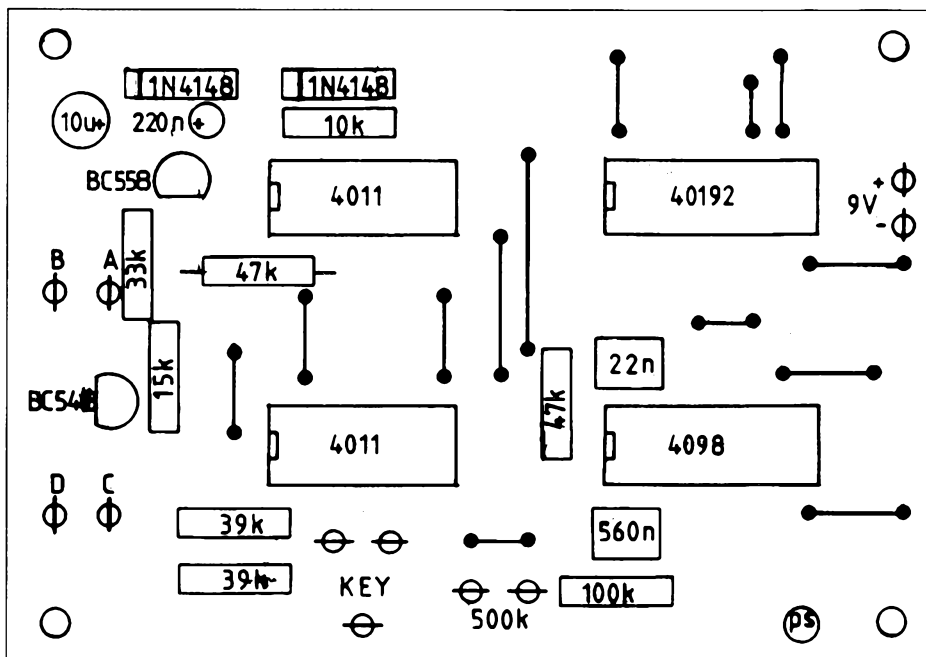 1N4148 1N4148
10u+ 220n + 10k
BC558
4011 40192
+
9V
-
B A
33k
47k
15k
22n
47k
BC548
4011 4098
D C
39k
560n
39k
KEY
100k
500k
ps